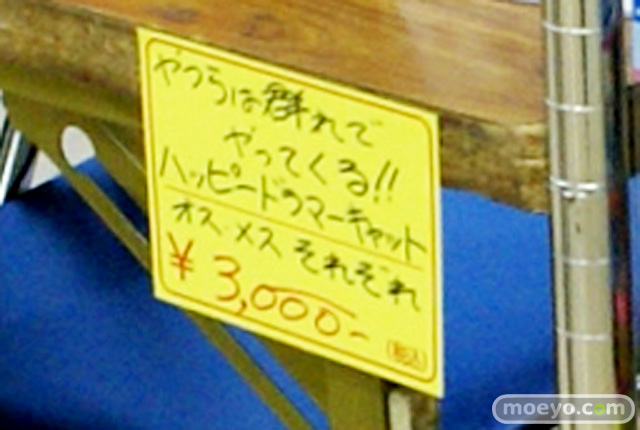 やつらは群れで
やってくる!!
ハッピードラマーキャット
オス・メス それぞれ
¥3,000-
(税込)
moeyo.com